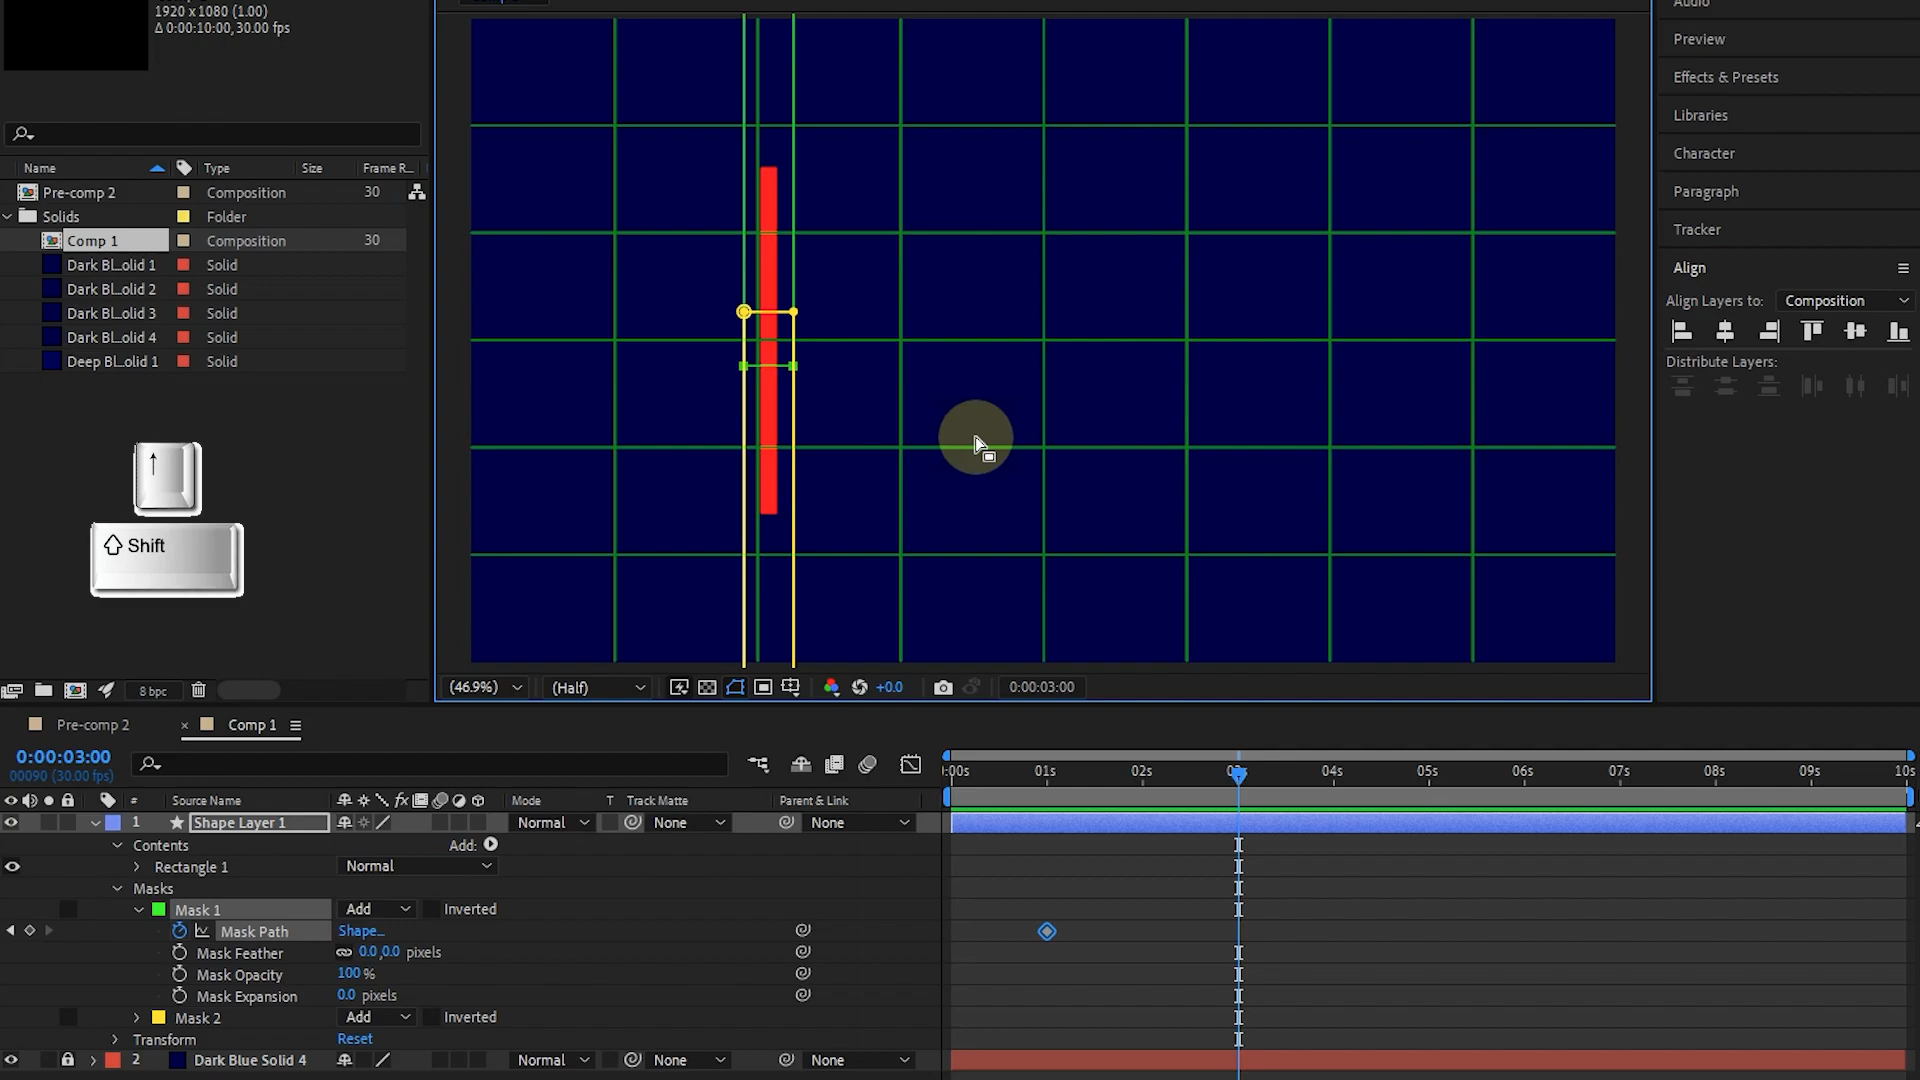 1920 x 1080 (1.00)
Δ 0:00:10:00, 30.00 fps
Name Type Size Frame R...
Pre-comp 2 Composition 30
Solids Folder
Comp 1 Composition 30
Dark Bl...olid 1 Solid
Dark Bl...olid 2 Solid
Dark Bl...olid 3 Solid
Dark Bl...olid 4 Solid
Deep Bl...olid 1 Solid
↑
Shift
8 bpc
(46.9%) (Half) +0.0 0:00:03:00
Audio
Preview
Effects & Presets
Libraries
Character
Paragraph
Tracker
Align
Align Layers to: Composition
Distribute Layers:
Pre-comp 2 × Comp 1
0:00:03:00
00090 (30.00 fps)
:00s 01s 02s 04s 05s 06s 07s 08s 09s 10s
# Source Name fx Mode T Track Matte Parent & Link
1 Shape Layer 1 Normal None None
Contents Add:
Rectangle 1 Normal
Masks
Mask 1 Add Inverted
Mask Path Shape...
Mask Feather 0.0,0.0 pixels
Mask Opacity 100 %
Mask Expansion 0.0 pixels
Mask 2 Add Inverted
Transform Reset
2 Dark Blue Solid 4 Normal None None